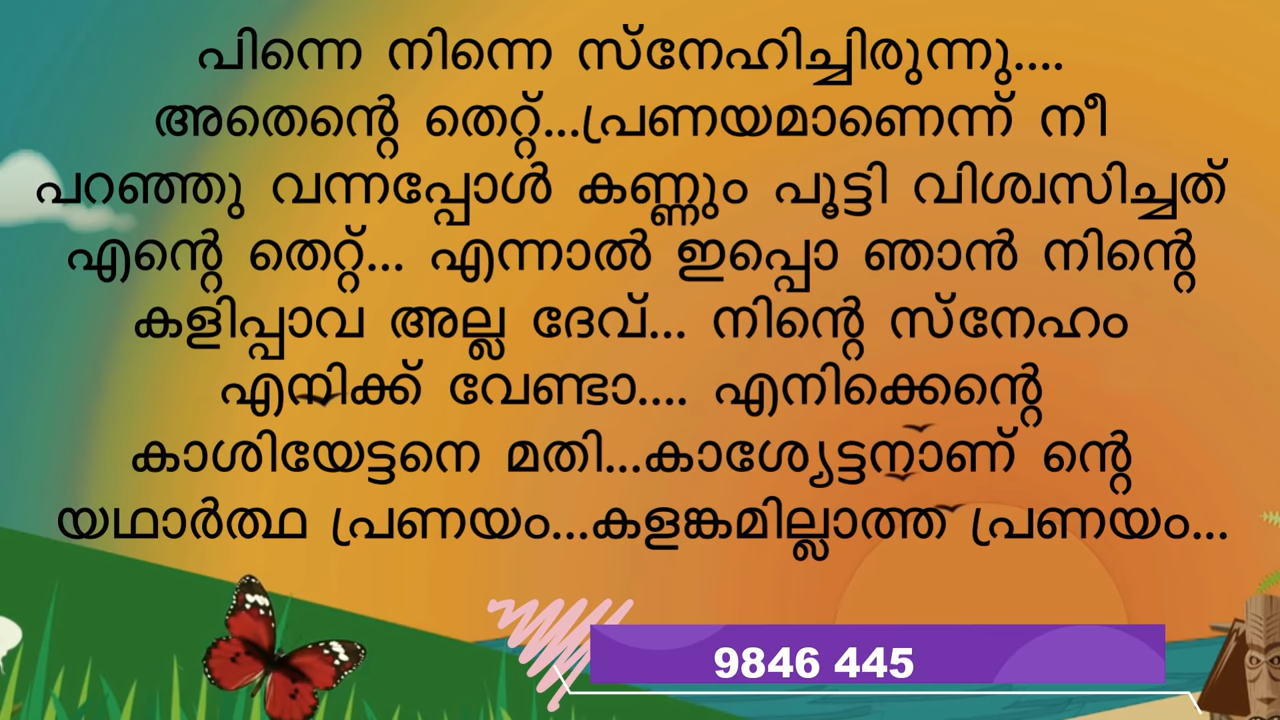 പിന്നെ നിന്നെ സ്നേഹിച്ചിരുന്നു....
അതെന്റെ തെറ്റ്...പ്രണയമാണെന്ന് നീ
പറഞ്ഞു വന്നപ്പോൾ കണ്ണും പൂട്ടി വിശ്വസിച്ചത്
എന്റെ തെറ്റ്... എന്നാൽ ഇപ്പൊ ഞാൻ നിന്റെ
കളിപ്പാവ അല്ല ദേവ്... നിന്റെ സ്നേഹം
എനിക്ക് വേണ്ടാ.... എനിക്കെന്റെ
കാശിയേട്ടനെ മതി...കാശ്യേട്ടനാണ് ന്റെ
യഥാർത്ഥ പ്രണയം...കളങ്കമില്ലാത്ത പ്രണയം...
9846 445